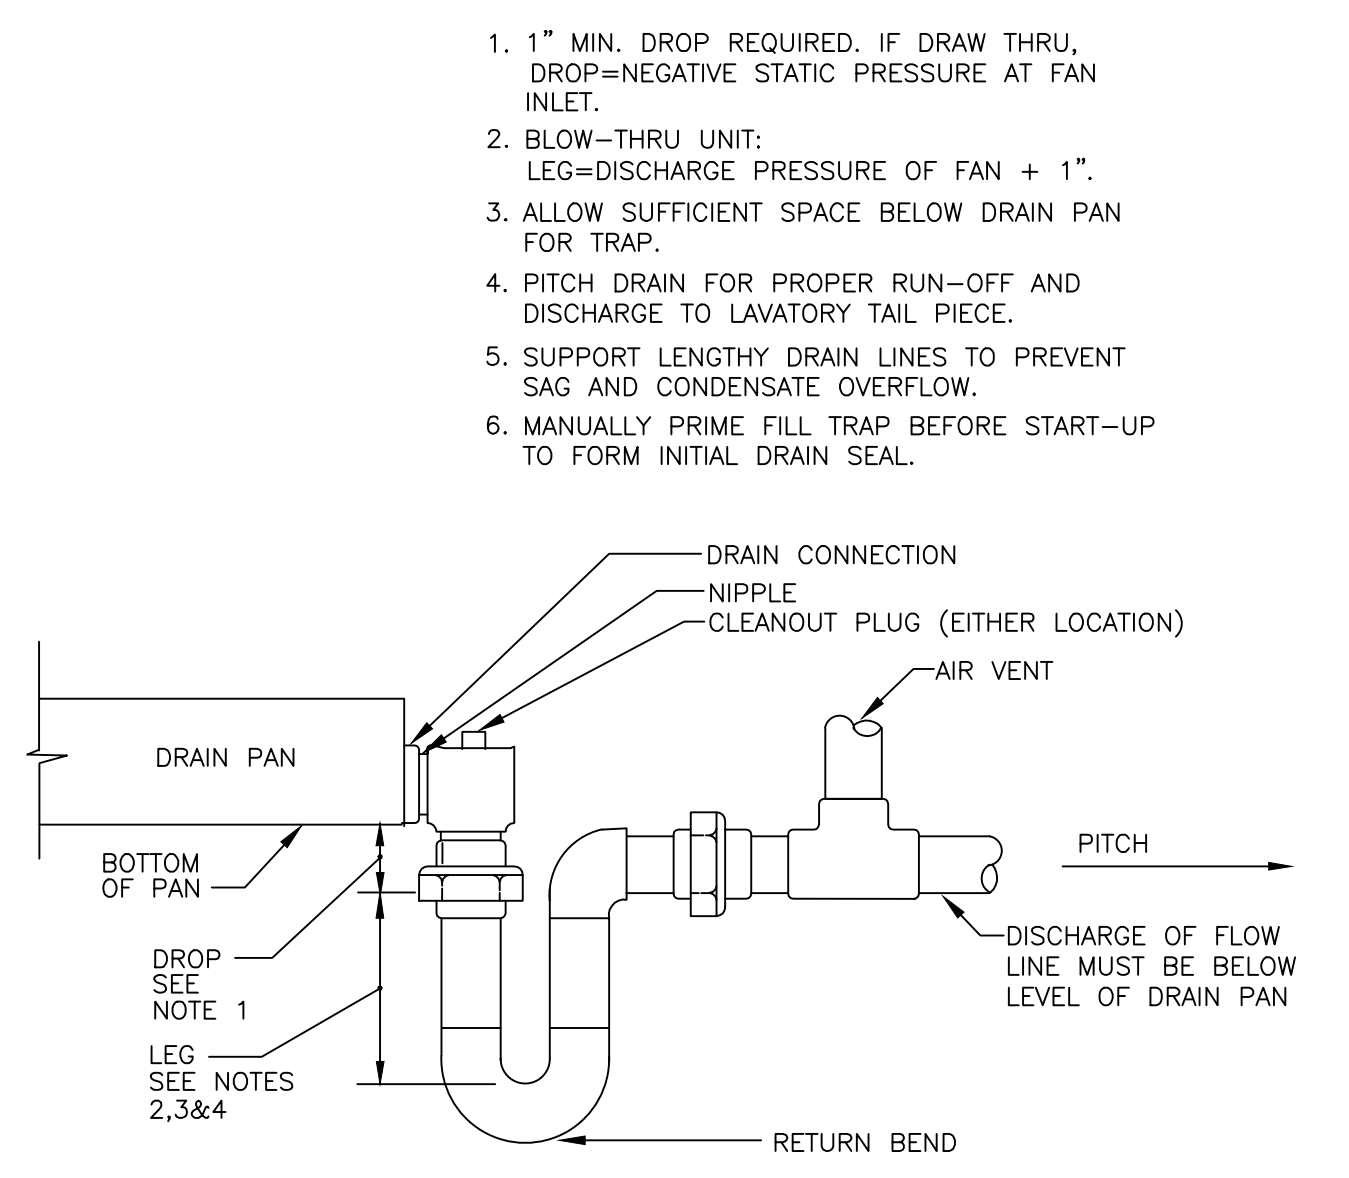 1. 1” MIN. DROP REQUIRED. IF DRAW THRU,
DROP=NEGATIVE STATIC PRESSURE AT FAN
INLET.
2. BLOW–THRU UNIT:
LEG=DISCHARGE PRESSURE OF FAN + 1”.
3. ALLOW SUFFICIENT SPACE BELOW DRAIN PAN
FOR TRAP.
4. PITCH DRAIN FOR PROPER RUN–OFF AND
DISCHARGE TO LAVATORY TAIL PIECE.
5. SUPPORT LENGTHY DRAIN LINES TO PREVENT
SAG AND CONDENSATE OVERFLOW.
6. MANUALLY PRIME FILL TRAP BEFORE START–UP
TO FORM INITIAL DRAIN SEAL.
DRAIN CONNECTION
NIPPLE
CLEANOUT PLUG (EITHER LOCATION)
AIR VENT
DRAIN PAN
PITCH
BOTTOM
OF PAN
DISCHARGE OF FLOW
LINE MUST BE BELOW
LEVEL OF DRAIN PAN
DROP
SEE
NOTE 1
LEG
SEE NOTES
2,3&4
RETURN BEND